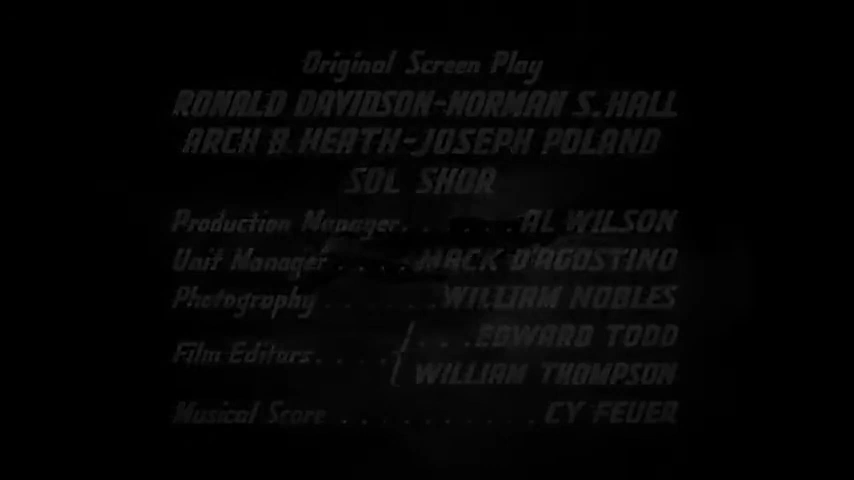 Original Screen Play
RONALD DAVIDSON-NORMAN S. HALL
ARCH B. HEATH-JOSEPH POLAND
SOL SHOR
Production Manager. . . . . . .AL WILSON
Unit Manager. . . . .MACK D'AGOSTINO
Photography . . . . . . .WILLIAM NOBLES
Film Editors. . . . { . . .EDWARD TODD
WILLIAM THOMPSON
Musical Score . . . . . . . . . . .CY FEUER